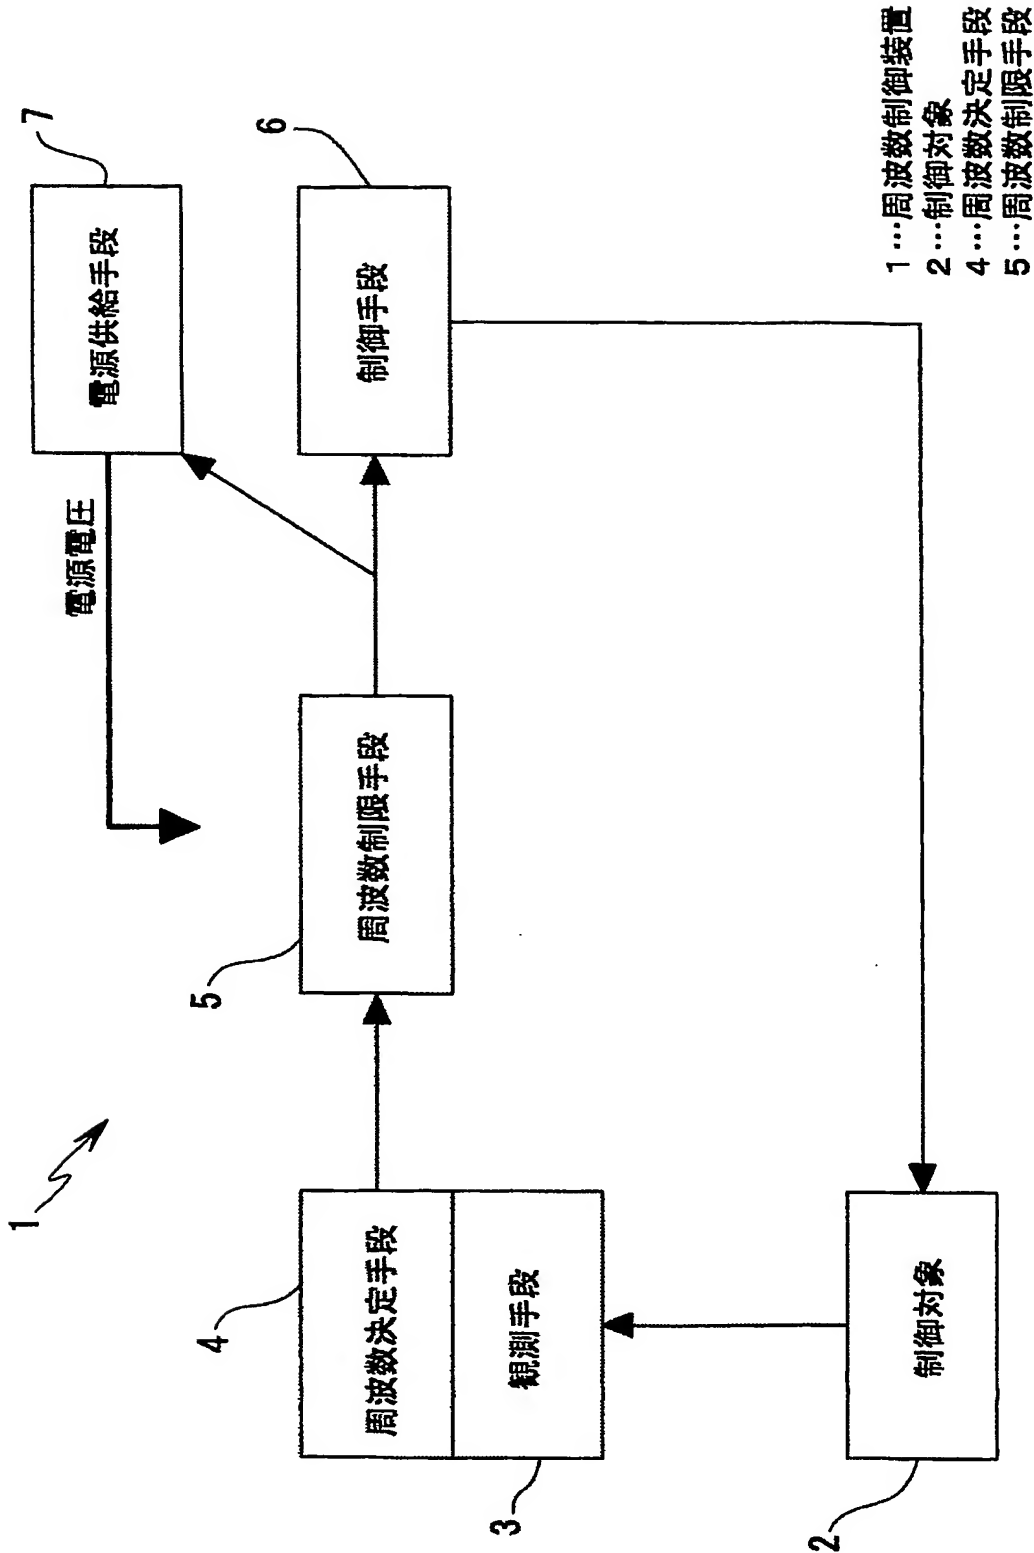 1
4
周波数決定手段
3
観測手段
2
制御対象
5
周波数制限手段
電源電圧
7
電源供給手段
6
制御手段
1…周波数制御装置
2…制御対象
4…周波数決定手段
5…周波数制限手段